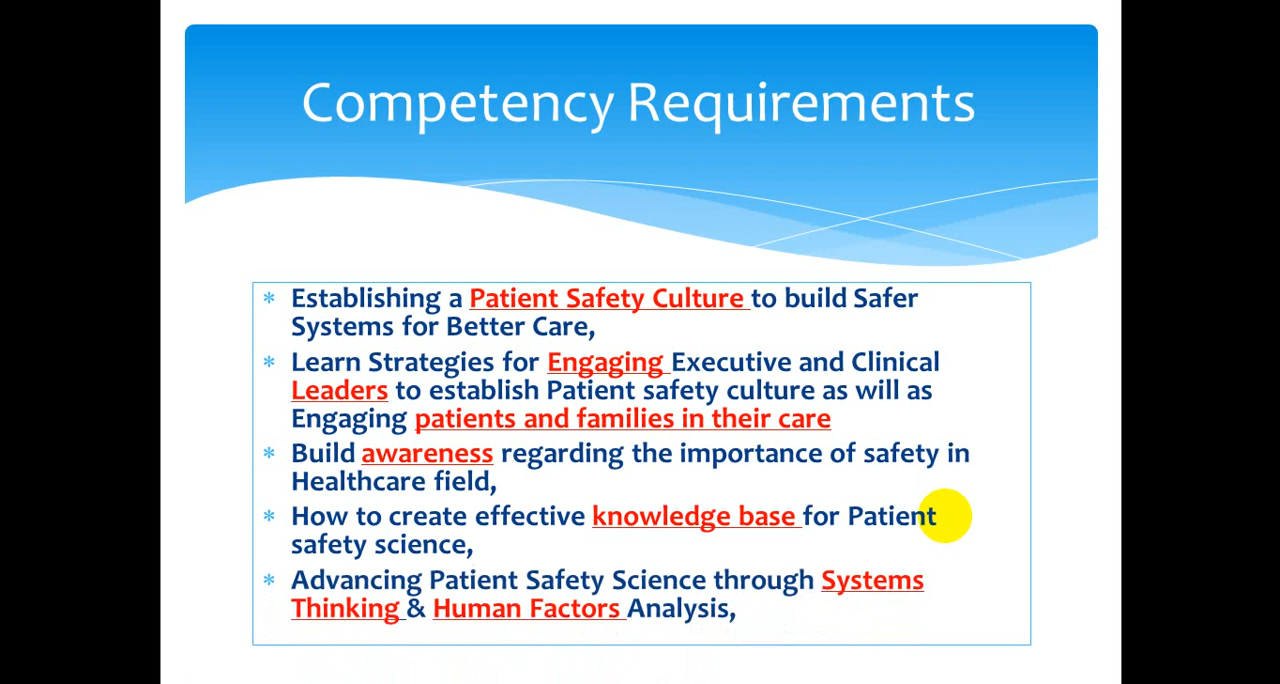 Competency Requirements
* Establishing a Patient Safety Culture to build Safer
Systems for Better Care,
* Learn Strategies for Engaging Executive and Clinical
Leaders to establish Patient safety culture as will as
Engaging patients and families in their care
* Build awareness regarding the importance of safety in
Healthcare field,
* How to create effective knowledge base for Patient
safety science,
* Advancing Patient Safety Science through Systems
Thinking & Human Factors Analysis,